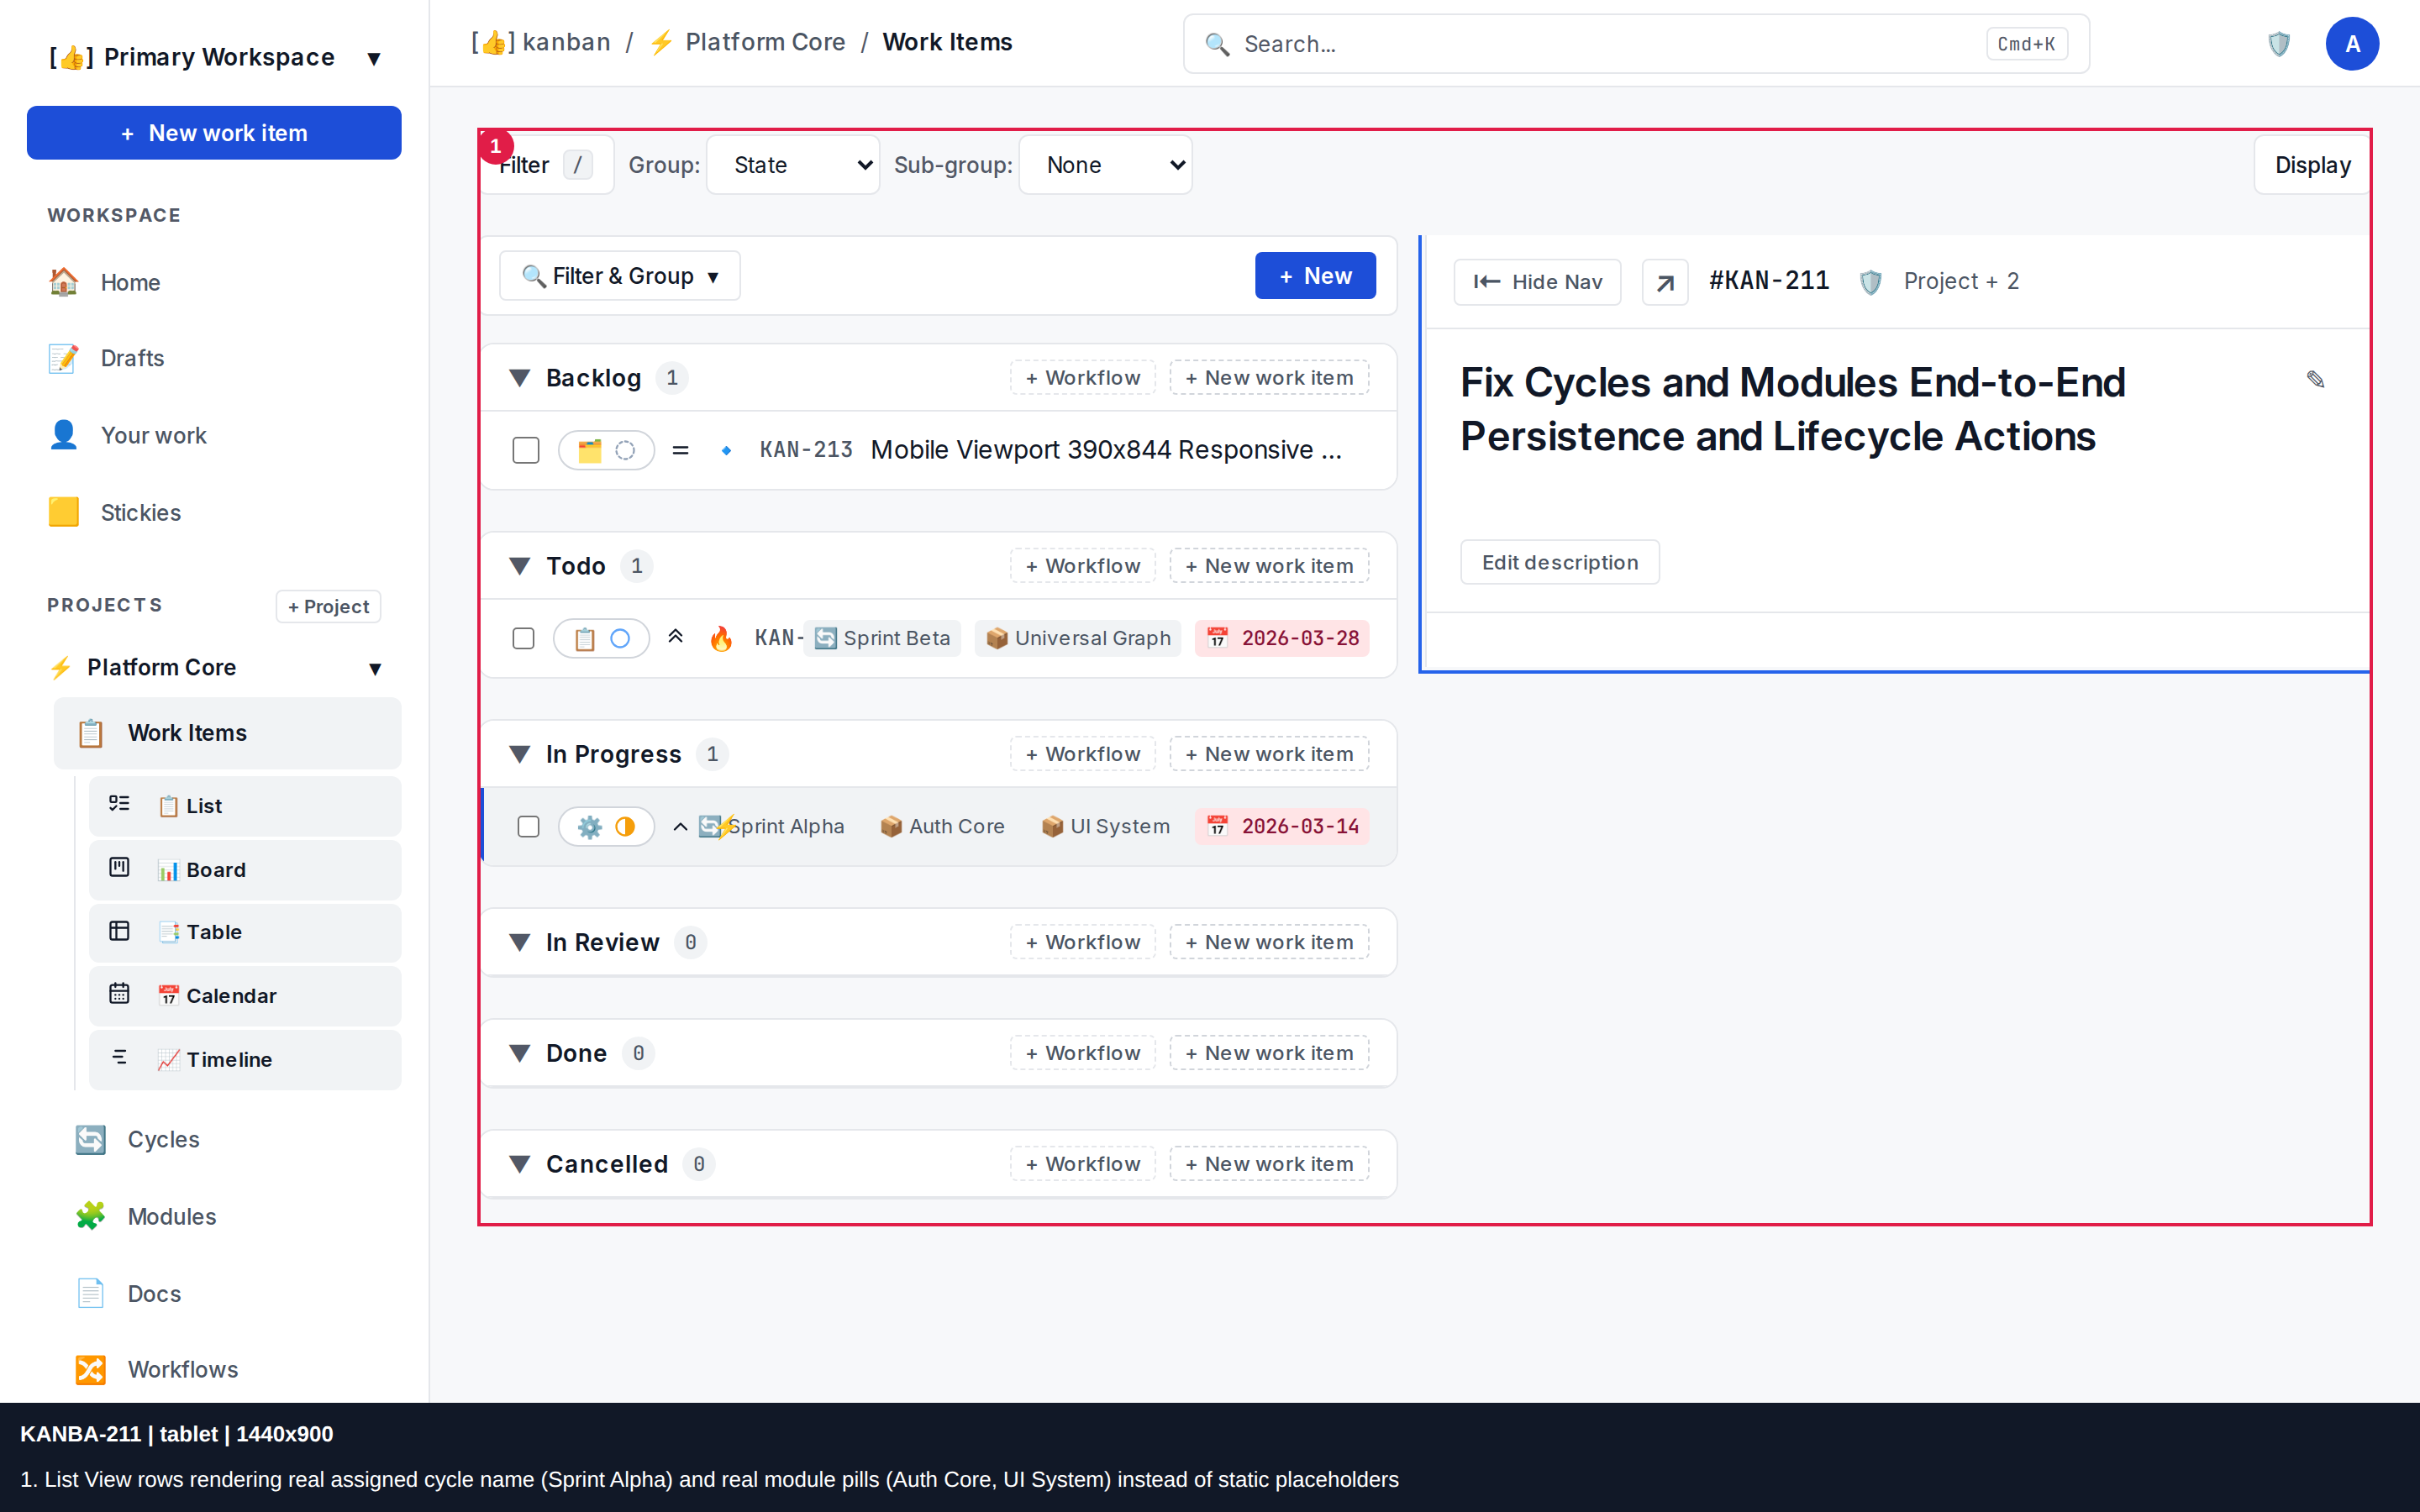 [👍] Primary Workspace ▾
+ New work item
WORKSPACE
Home
Drafts
Your work
Stickies
PROJECTS + Project
Platform Core ▾
Work Items
List
Board
Table
Calendar
Timeline
Cycles
Modules
Docs
Workflows
[👍] kanban / ⚡ Platform Core / Work Items
Search... Cmd+K
A
1
Filter / Group: State Sub-group: None Display
Filter & Group ▾ + New
Backlog 1 + Workflow + New work item
KAN-213 Mobile Viewport 390x844 Responsive ...
Todo 1 + Workflow + New work item
KAN- Sprint Beta Universal Graph 2026-03-28
In Progress 1 + Workflow + New work item
Sprint Alpha Auth Core UI System 2026-03-14
In Review 0 + Workflow + New work item
Done 0 + Workflow + New work item
Cancelled 0 + Workflow + New work item
Hide Nav #KAN-211 Project + 2
Fix Cycles and Modules End-to-End
Persistence and Lifecycle Actions
Edit description
KANBA-211 | tablet | 1440x900
1. List View rows rendering real assigned cycle name (Sprint Alpha) and real module pills (Auth Core, UI System) instead of static placeholders